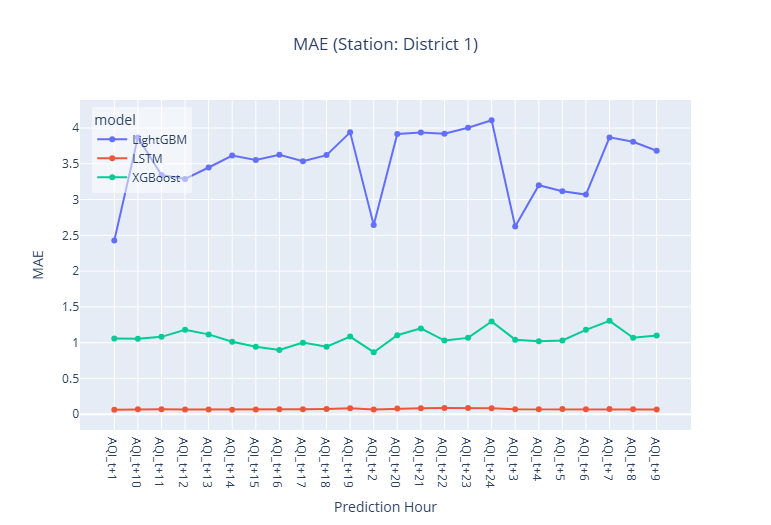 MAE (Station: District 1)
model
LightGBM
LSTM
XGBoost
MAE
4
3.5
3
2.5
2
1.5
1
0.5
0
AQI_t+1
AQI_t+10
AQI_t+11
AQI_t+12
AQI_t+13
AQI_t+14
AQI_t+15
AQI_t+16
AQI_t+17
AQI_t+18
AQI_t+19
AQI_t+2
AQI_t+20
AQI_t+21
AQI_t+22
AQI_t+23
AQI_t+24
AQI_t+3
AQI_t+4
AQI_t+5
AQI_t+6
AQI_t+7
AQI_t+8
AQI_t+9
Prediction Hour